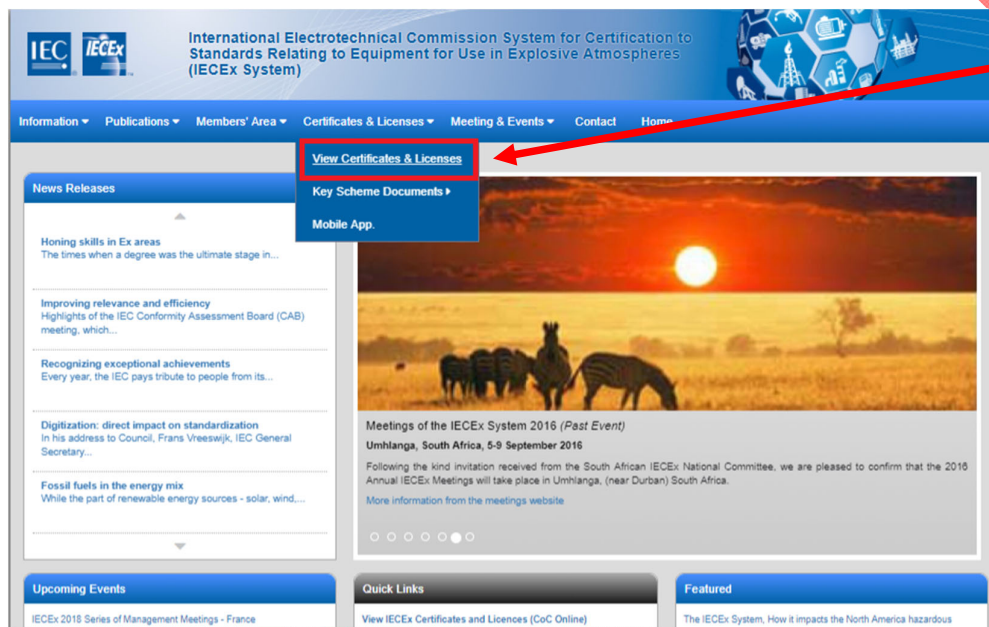 IEC
IECEx
International Electrotechnical Commission System for Certification to
Standards Relating to Equipment for Use in Explosive Atmospheres
(IECEx System)
Information Publications Members' Area Certificates & Licenses Meeting & Events Contact Home
View Certificates & Licenses
Key Scheme Documents
Mobile App.
News Releases
Honing skills in Ex areas
The times when a degree was the ultimate stage in...
Improving relevance and efficiency
Highlights of the IEC Conformity Assessment Board (CAB)
meeting, which...
Recognizing exceptional achievements
Every year, the IEC pays tribute to people from its...
Digitization: direct impact on standardization
In his address to Council, Frans Vreeswijk, IEC General
Secretary...
Fossil fuels in the energy mix
While the part of renewable energy sources - solar, wind,...
Meetings of the IECEx System 2016 (Past Event)
Umhlanga, South Africa, 5-9 September 2016
Following the kind invitation received from the South African IECEx National Committee, we are pleased to confirm that the 2016
Annual IECEx Meetings will take place in Umhlanga, (near Durban) South Africa.
More information from the meetings website
Upcoming Events
IECEx 2018 Series of Management Meetings - France
Quick Links
View IECEx Certificates and Licences (CoC Online)
Featured
The IECEx System, How it impacts the North America hazardous